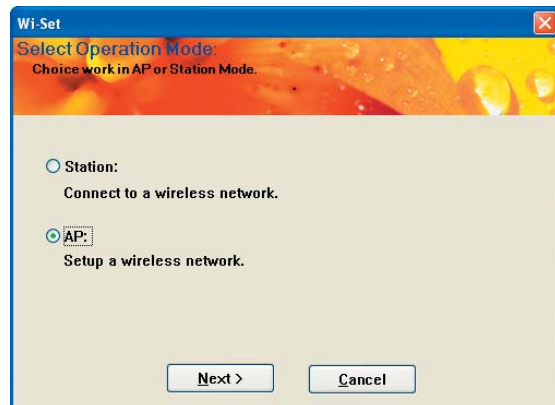 Wi-Set
Select Operation Mode:
Choice work in AP or Station Mode.
Station:
Connect to a wireless network.
AP:
Setup a wireless network.
Next >
Cancel